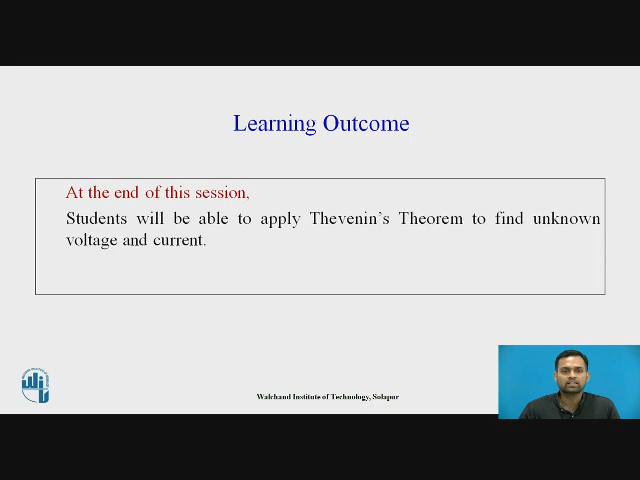 Learning Outcome
At the end of this session,
Students will be able to apply Thevenin's Theorem to find unknown
voltage and current.
Walchand Institute of Technology, Solapur